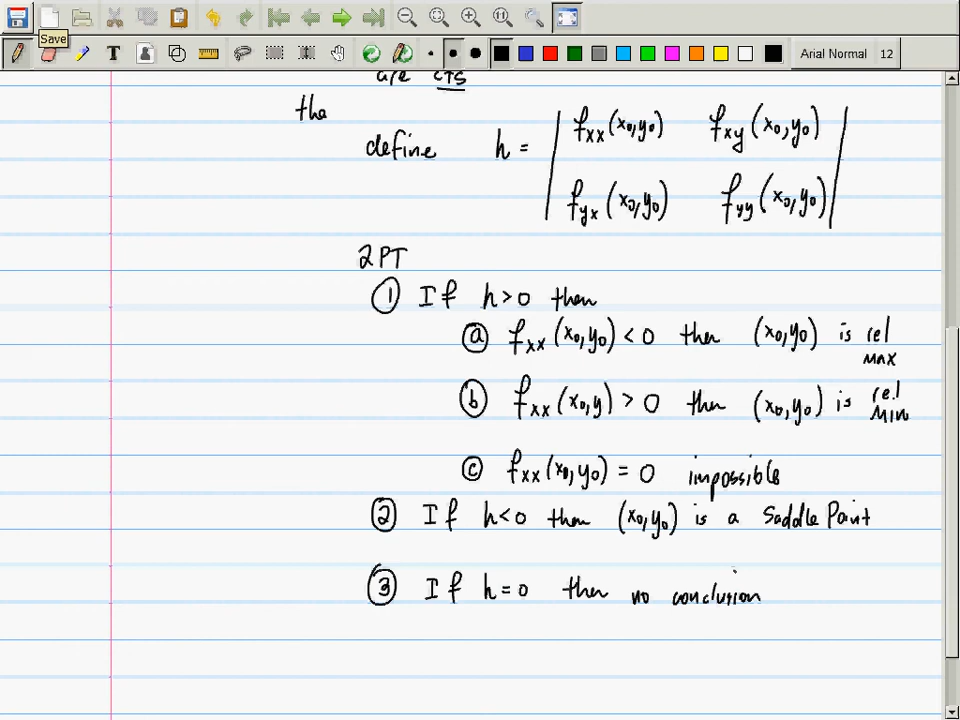 Save
Arial Normal 12
are cts
the
define h = | fxx(x0,y0) fxy(x0,y0) |
| fyx(x0,y0) fyy(x0,y0) |
2PT
① If h>0 then
ⓐ fxx(x0,y0) < 0 then (x0,y0) is rel max
ⓑ fxx(x0,y) > 0 then (x0,y0) is rel min
ⓒ fxx(x0,y0) = 0 impossible
② If h<0 then (x0,y0) is a Saddle Point
③ If h=0 then no conclusion